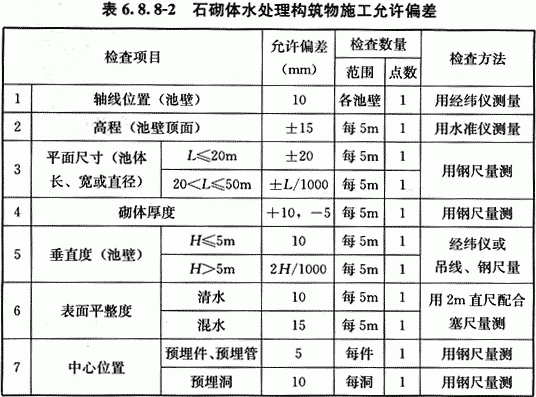 表 6.8.8-2 石砌体水处理构筑物施工允许偏差
检查项目 允许偏差 (mm) 检查数量 检查方法
范围 点数
1 轴线位置（池壁） 10 各池壁 1 用经纬仪测量
2 高程（池壁顶面） ±15 每 5m 1 用水准仪测量
3 平面尺寸（池体长、宽或直径） L≤20m ±20 每 5m 1 用钢尺量测
20<L≤50m ±L/1000 每 5m 1
4 砌体厚度 +10，-5 每 5m 1 用钢尺量测
5 垂直度（池壁） H≤5m 10 每 5m 1 经纬仪或吊线、钢尺量
H>5m 2H/1000 每 5m 1
6 表面平整度 清水 10 每 5m 1 用 2m 直尺配合塞尺量测
混水 15 每 5m 1
7 中心位置 预埋件、预埋管 5 每件 1 用钢尺量测
预埋洞 10 每洞 1 用钢尺量测